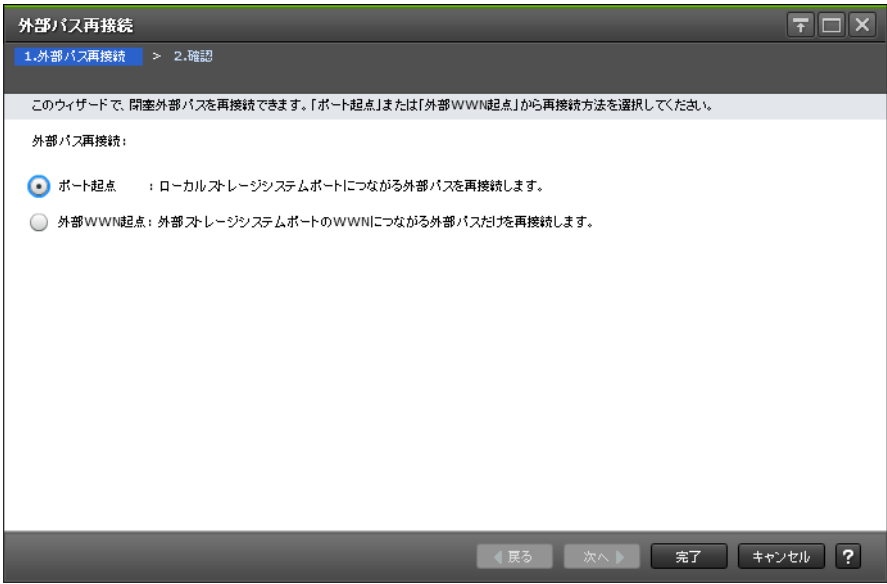 外部パス再接続
1.外部パス再接続 > 2.確認
このウィザードで、閉塞外部パスを再接続できます。「ポート起点」または「外部WWN起点」から再接続方法を選択してください。
外部パス再接続:
ポート起点 : ローカルストレージシステムポートにつながる外部パスを再接続します。
外部WWN起点 : 外部ストレージシステムポートのWWNにつながる外部パスだけを再接続します。
戻る 次へ 完了 キャンセル ?